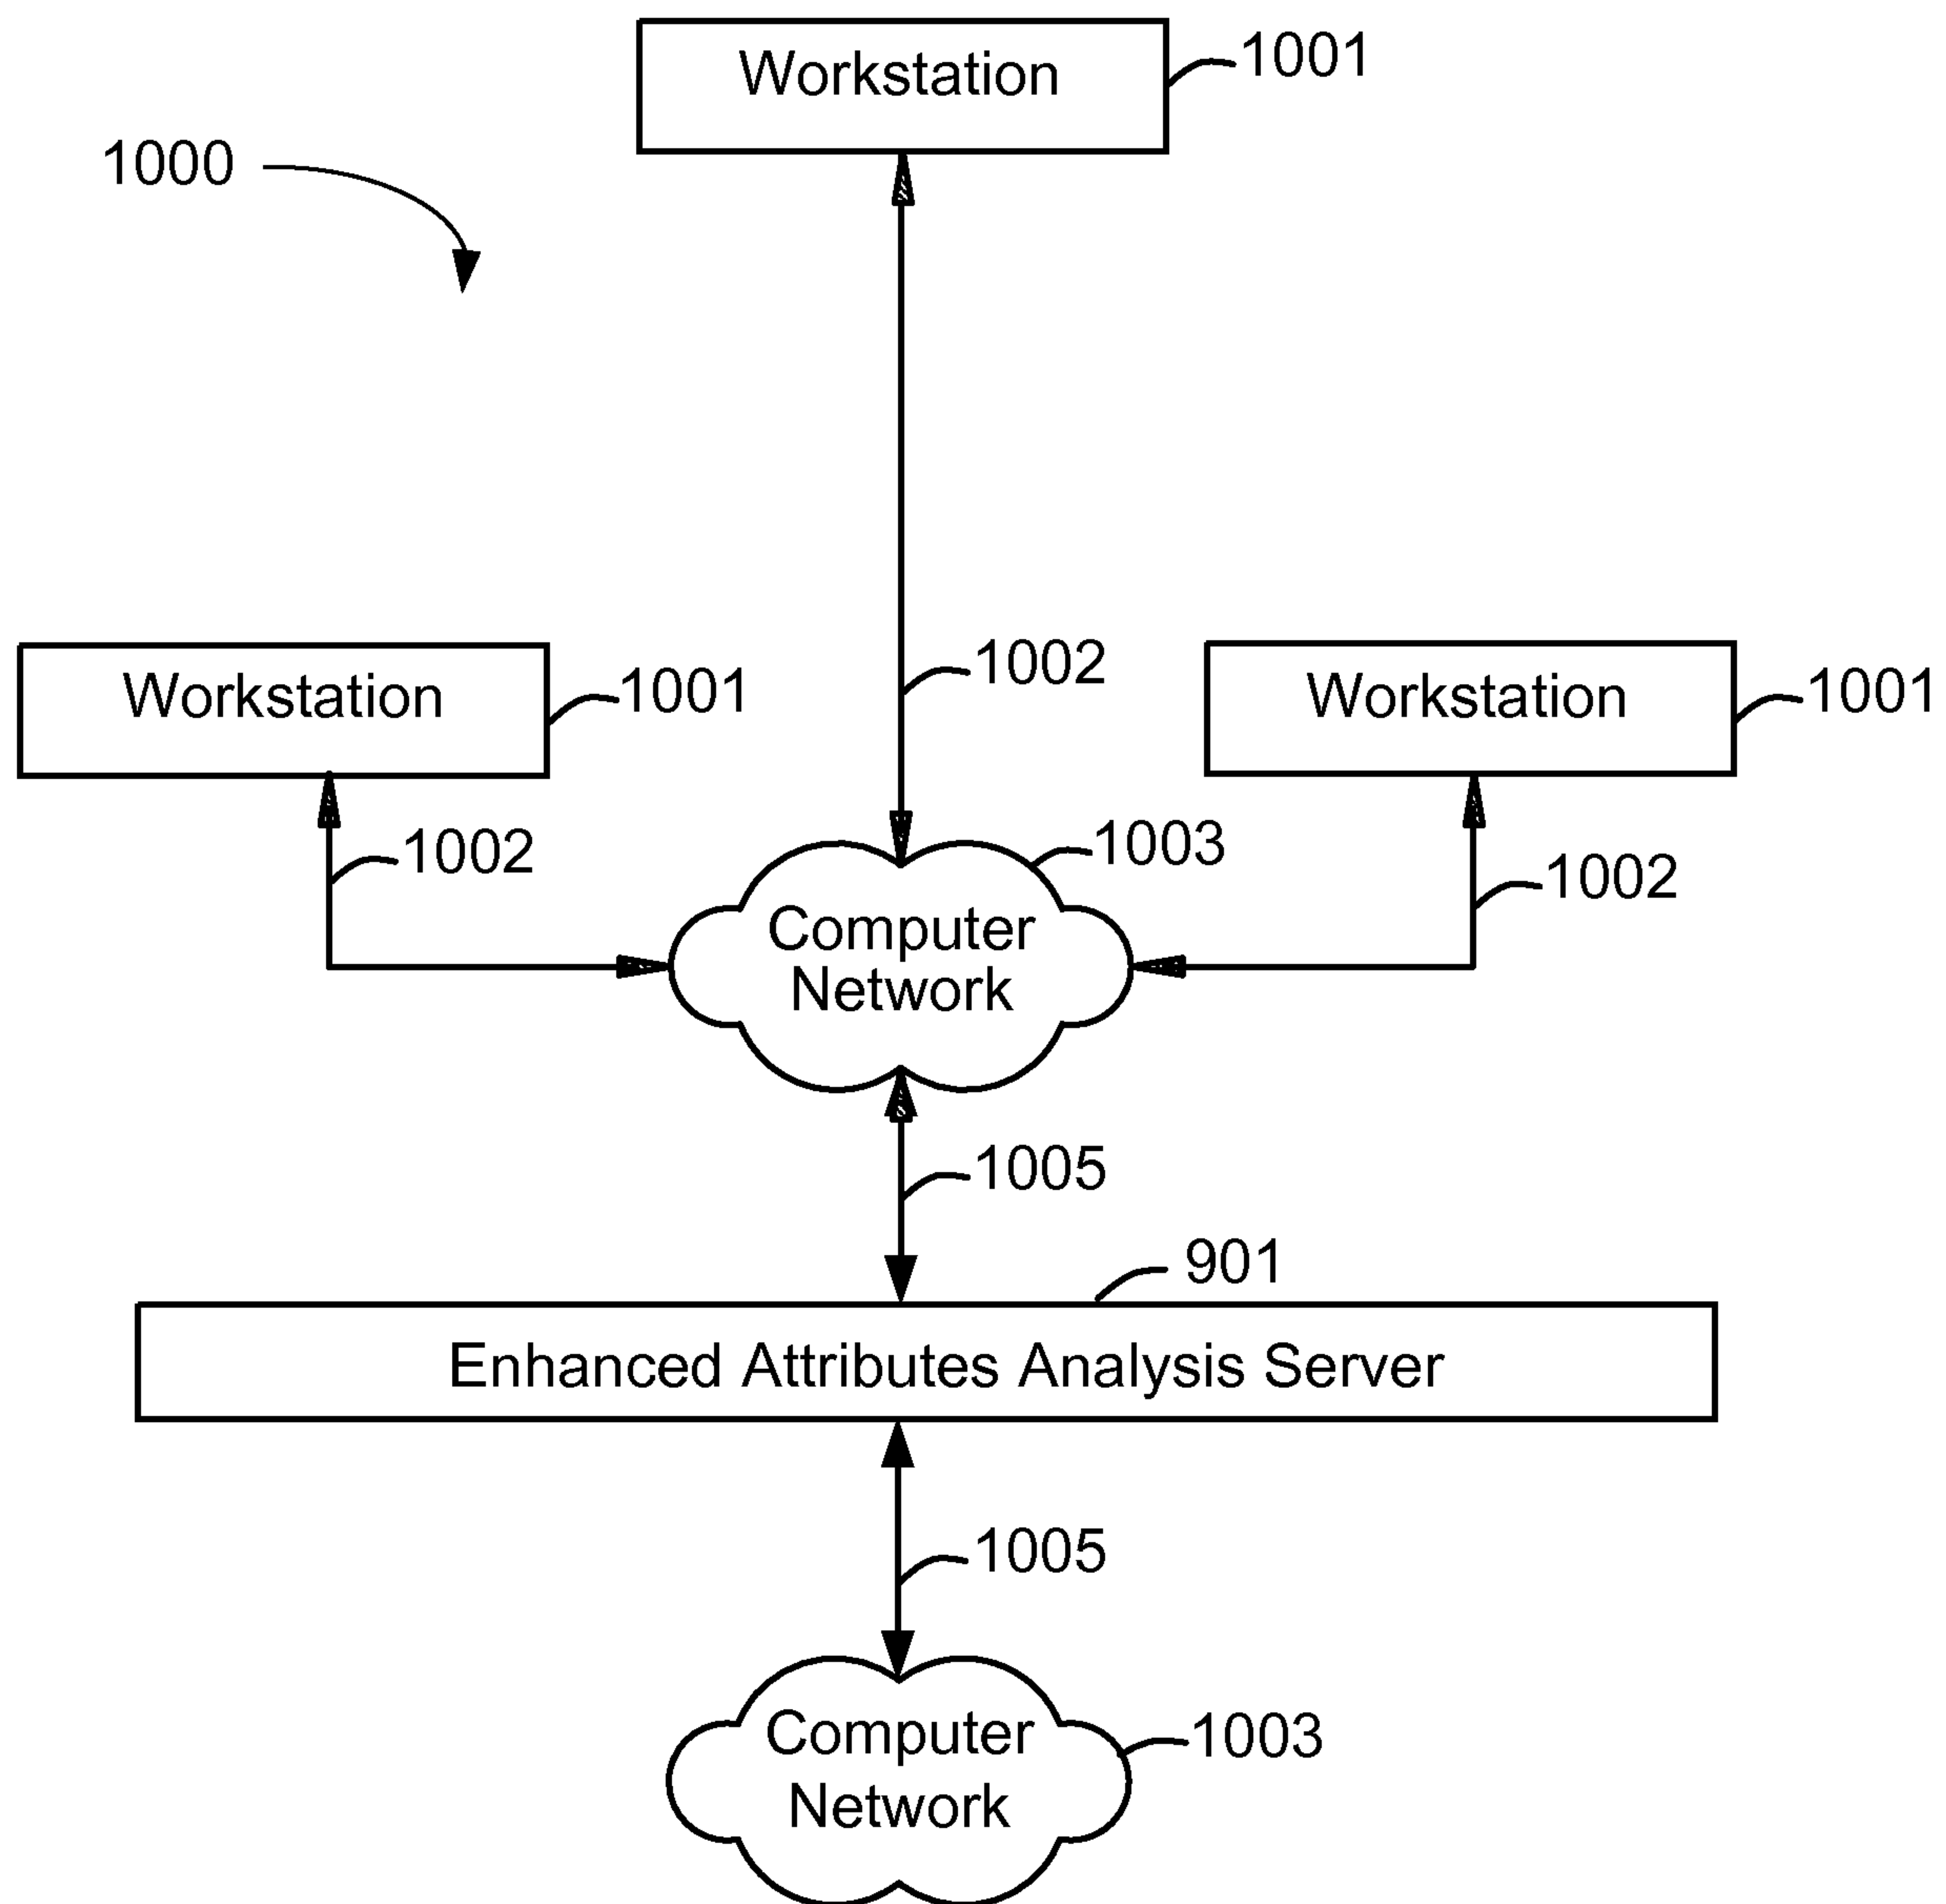 Workstation
1001
1000
1002
Workstation
1001
Workstation
1001
1002
1003
1002
Computer
Network
1005
901
Enhanced Attributes Analysis Server
1005
Computer
Network
1003